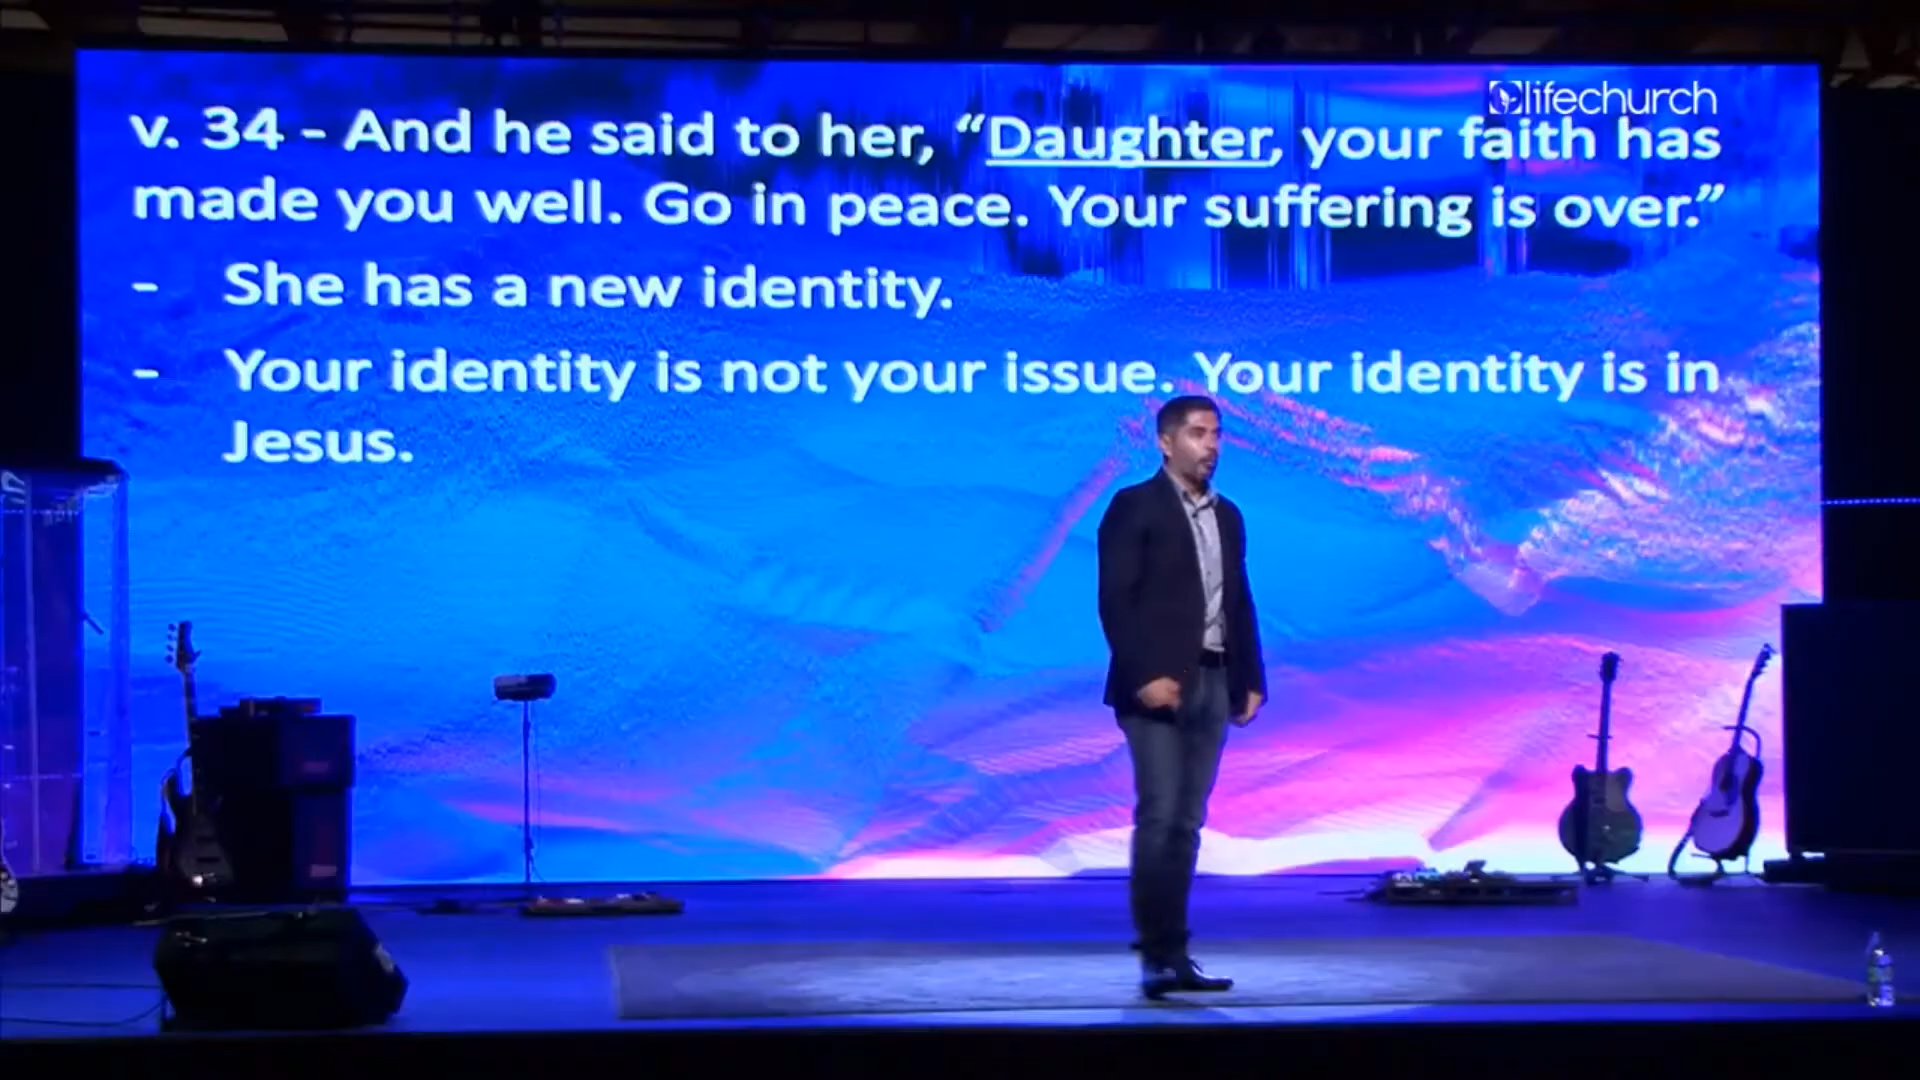 lifechurch
v. 34 - And he said to her, “Daughter, your faith has
made you well. Go in peace. Your suffering is over.”
- She has a new identity.
- Your identity is not your issue. Your identity is in
Jesus.